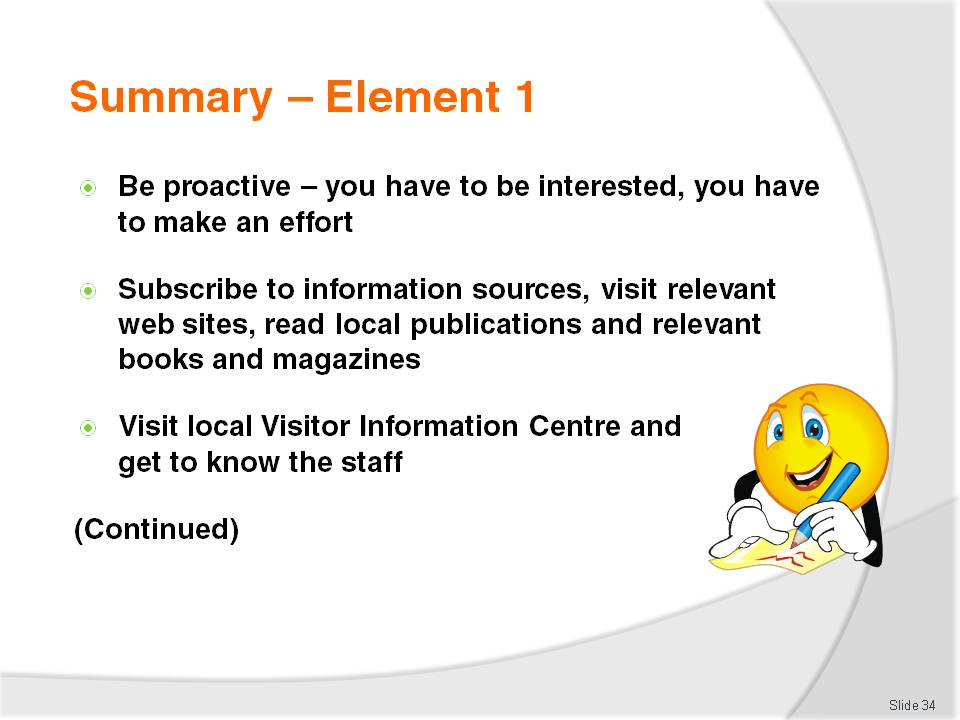 Summary – Element 1
Be proactive – you have to be interested, you have
to make an effort
Subscribe to information sources, visit relevant
web sites, read local publications and relevant
books and magazines
Visit local Visitor Information Centre and
get to know the staff
(Continued)
Slide 34